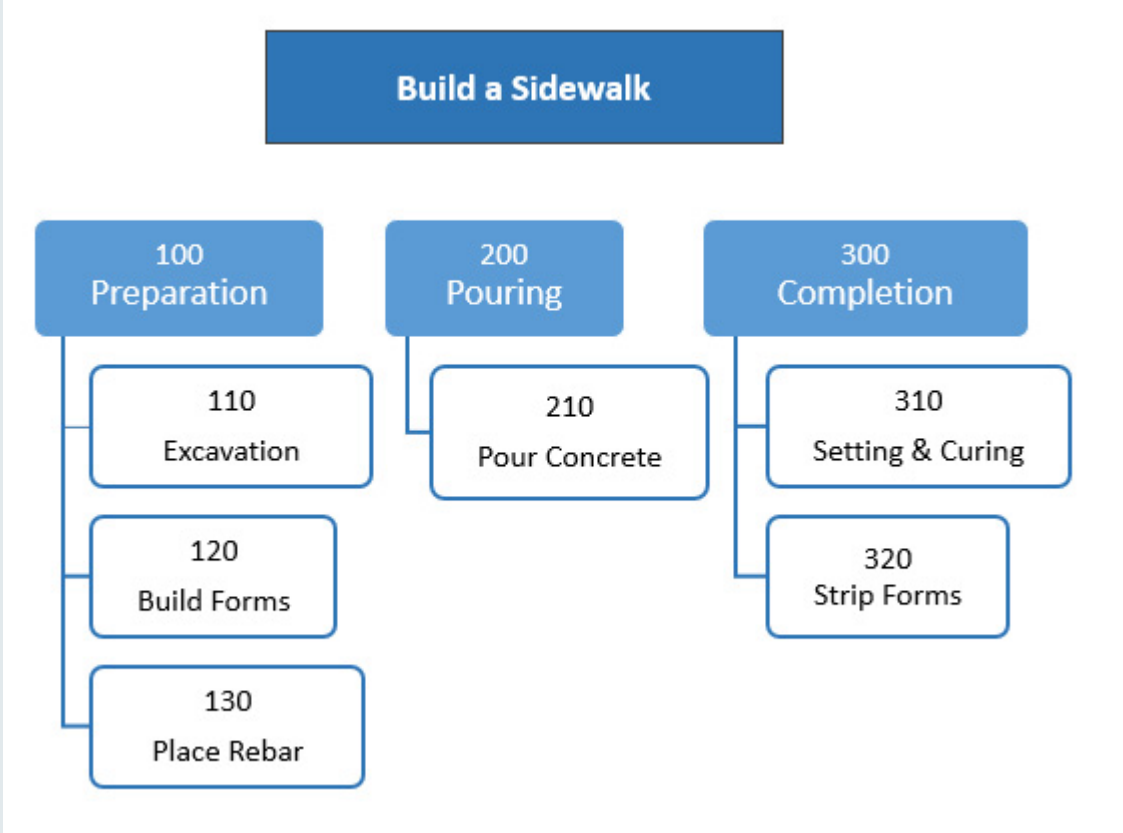 Build a Sidewalk
100
Preparation
110
Excavation
120
Build Forms
130
Place Rebar
200
Pouring
210
Pour Concrete
300
Completion
310
Setting & Curing
320
Strip Forms